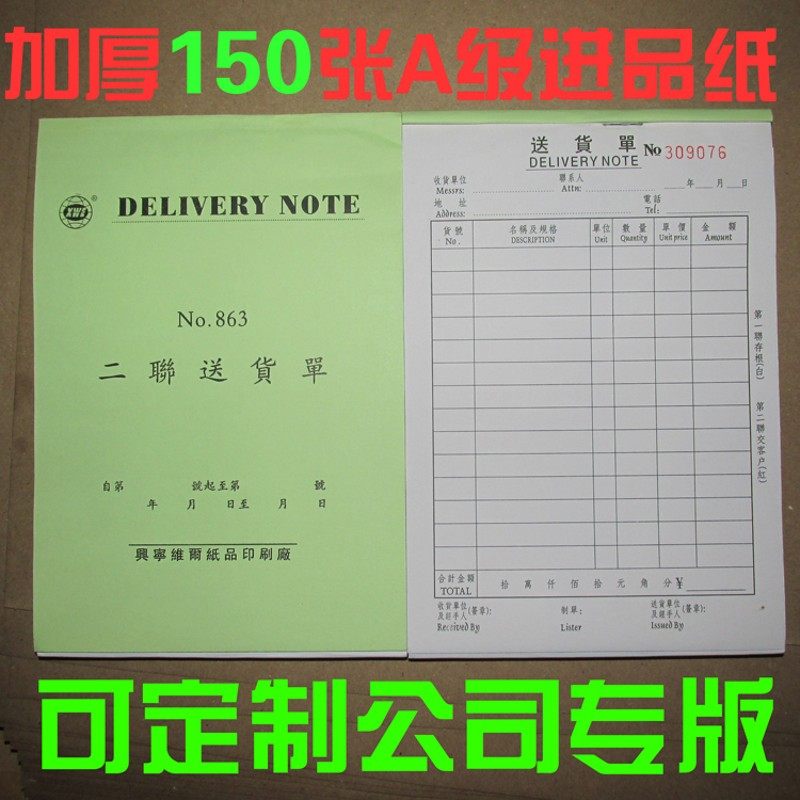 加厚150张A级进品纸
XWS
®
DELIVERY NOTE
No.863
二聯送货單
自第 號起至第 號
年 月 日至 月 日
興寧維爾紙品印刷廠
送貨單
DELIVERY NOTE
No 309076
收貨單位 聯系人
Messrs: Attn: 年 月 日
地址 電話
Address: Tel:
貨號 名稱及規格 單位 數量 單價 金額
No. DESCRIPTION Unit Quantity Unit price Amount
第一聯存根(白) 第二聯交客户(紅)
合計金額 拾 萬 仟 佰 拾 元 角 分 ¥
TOTAL
收貨單位及經手人(簽章): 制單: 送貨單位及經手人(簽章):
Received By Lister Issued By
可定制公司专版